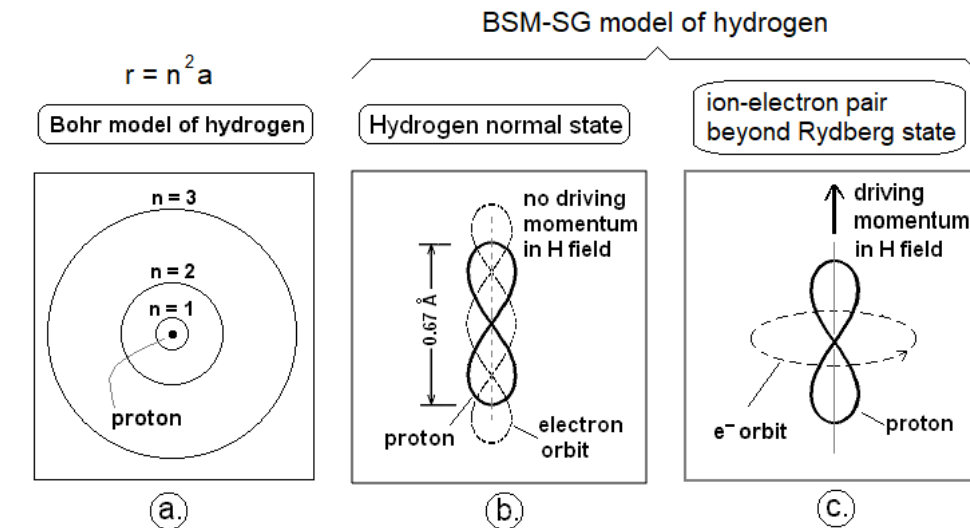 BSM-SG model of hydrogen
r = n²a
Bohr model of hydrogen
Hydrogen normal state
ion-electron pair
beyond Rydberg state
n = 3
n = 2
n = 1
proton
no driving
momentum
in H field
0.67 Å
proton
electron
orbit
driving
momentum
in H field
e⁻ orbit
proton
a.
b.
c.